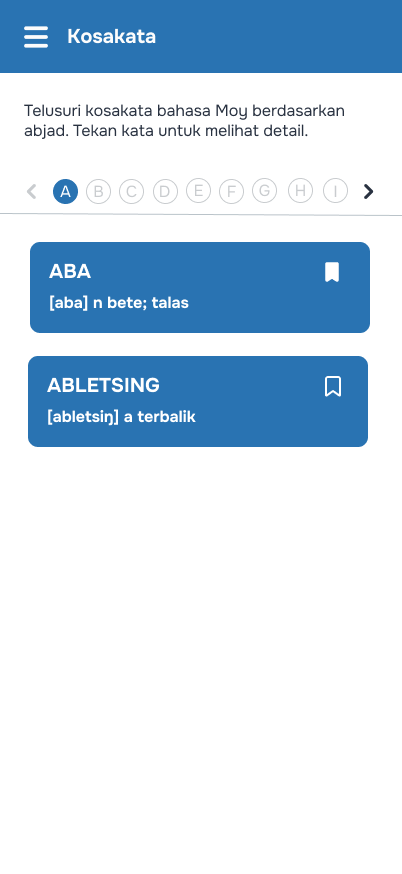 Kosakata
Telusuri kosakata bahasa Moy berdasarkan
abjad. Tekan kata untuk melihat detail.
A B C D E F G H I
ABA
[aba] n bete; talas
ABLETSING
[abletsiŋ] a terbalik